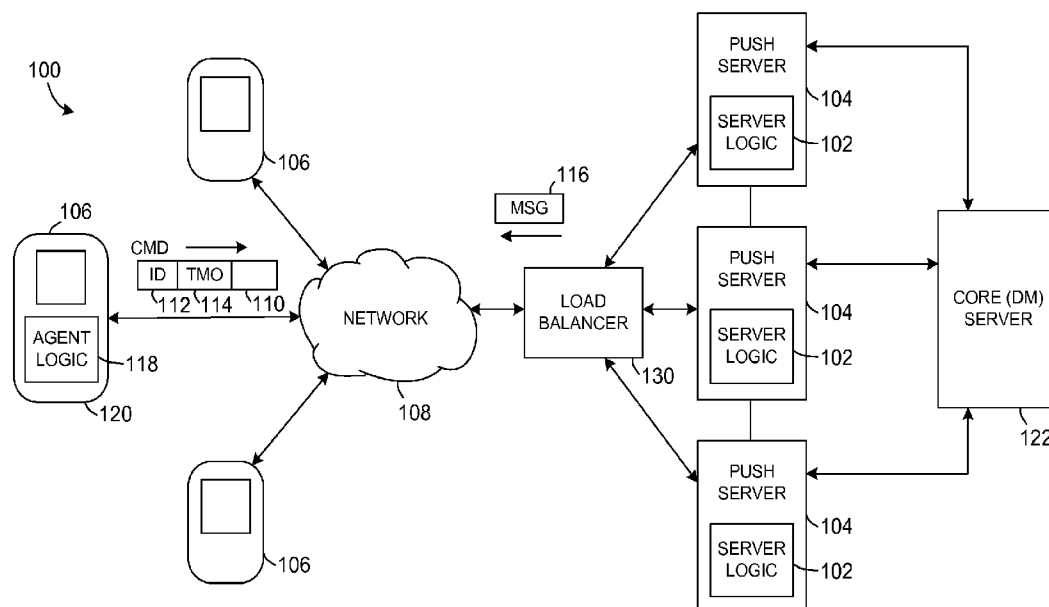 100
106
106
CMD
ID
TMO
112
114
110
AGENT
LOGIC
118
120
106
NETWORK
108
116
MSG
LOAD
BALANCER
130
PUSH
SERVER
104
SERVER
LOGIC
102
PUSH
SERVER
104
SERVER
LOGIC
102
PUSH
SERVER
104
SERVER
LOGIC
102
CORE (DM)
SERVER
122